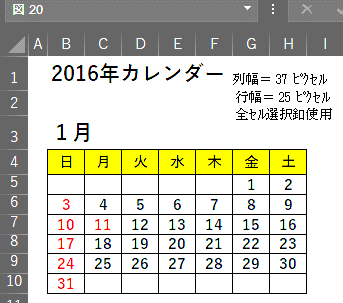 図 20
A B C D E F G H I
1 2016年カレンダー 列幅＝ 37 ﾋﾟｸｾﾙ
2 行幅＝ 25 ﾋﾟｸｾﾙ
全セル選択釦使用
3 １月
4 日 月 火 水 木 金 土
5 1 2
6 3 4 5 6 7 8 9
7 10 11 12 13 14 15 16
8 17 18 19 20 21 22 23
9 24 25 26 27 28 29 30
10 31